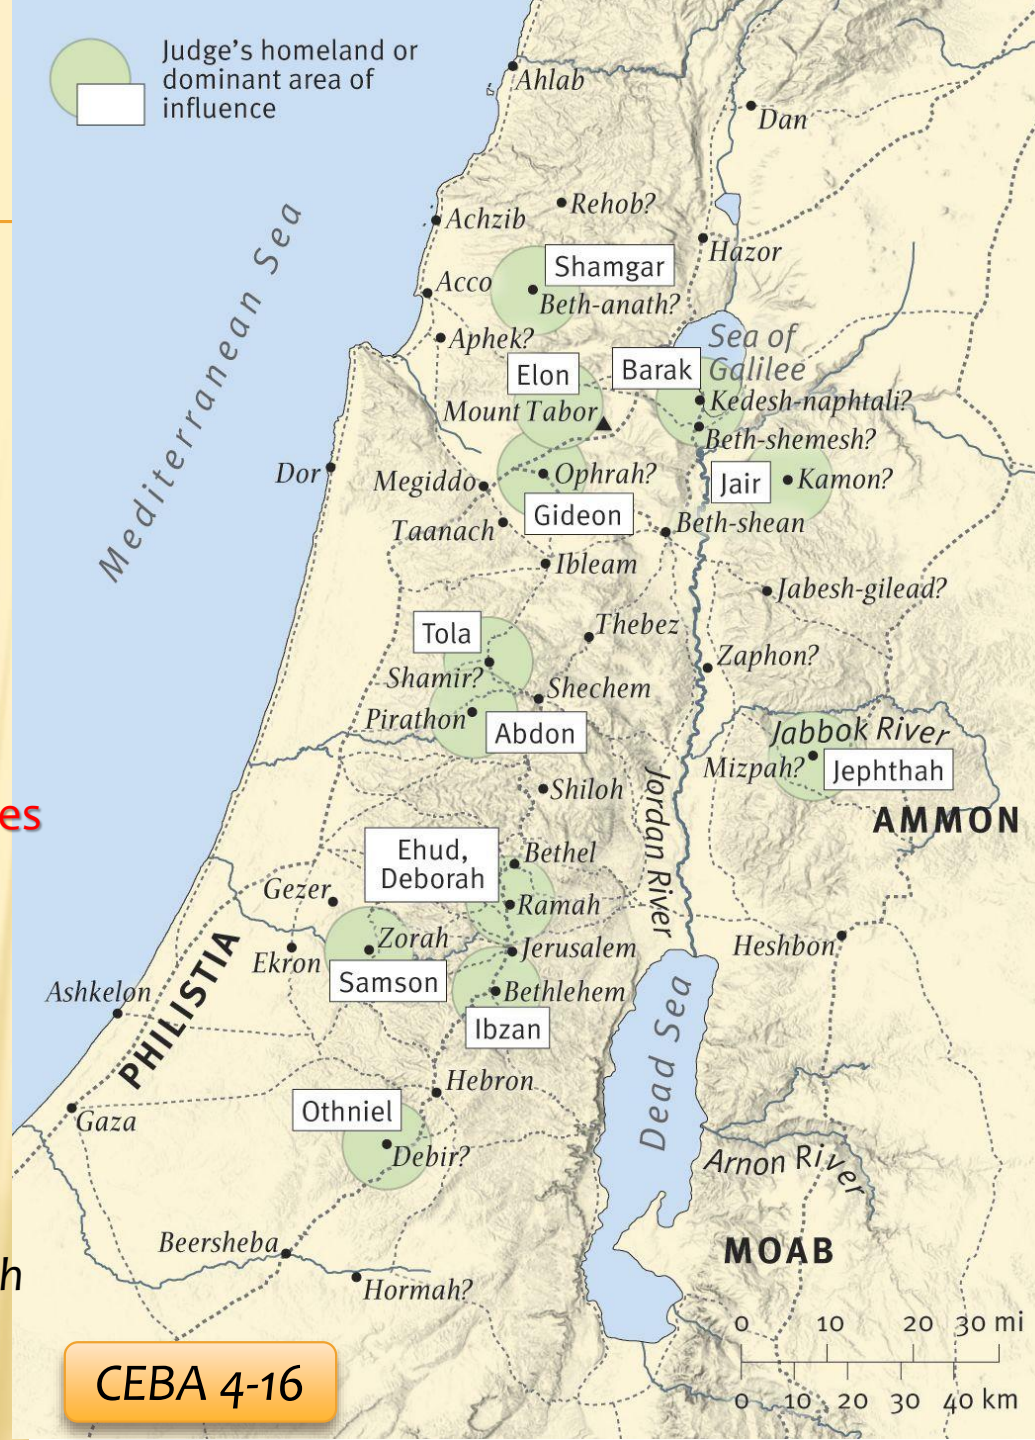 Judge's homeland or
dominant area of
influence
Ahlab
Dan
Rehob?
Achzib
Hazor
Shamgar
Acco
Beth-anath?
Aphek?
Sea of
Galilee
Elon
Barak
Kedesh-naphtali?
Mount Tabor
Beth-shemesh?
Mediterranean Sea
Dor
Megiddo
Ophrah?
Jair
Kamon?
Gideon
Taanach
Beth-shean
Ibleam
Jabesh-gilead?
Tola
Thebez
Zaphon?
Shamir?
Shechem
Pirathon
Abdon
Jabbok River
Mizpah?
Jephthah
Shiloh
Jordan River
AMMON
es
Ehud,
Deborah
Bethel
Gezer
Ramah
Zorah
Jerusalem
Heshbon
Ekron
Samson
Ashkelon
Bethlehem
PHILISTIA
Ibzan
Dead Sea
Hebron
Othniel
Gaza
Debir?
Arnon River
Beersheba
MOAB
h
Hormah?
0 10 20 30 mi
0 10 20 30 40 km
CEBA 4-16